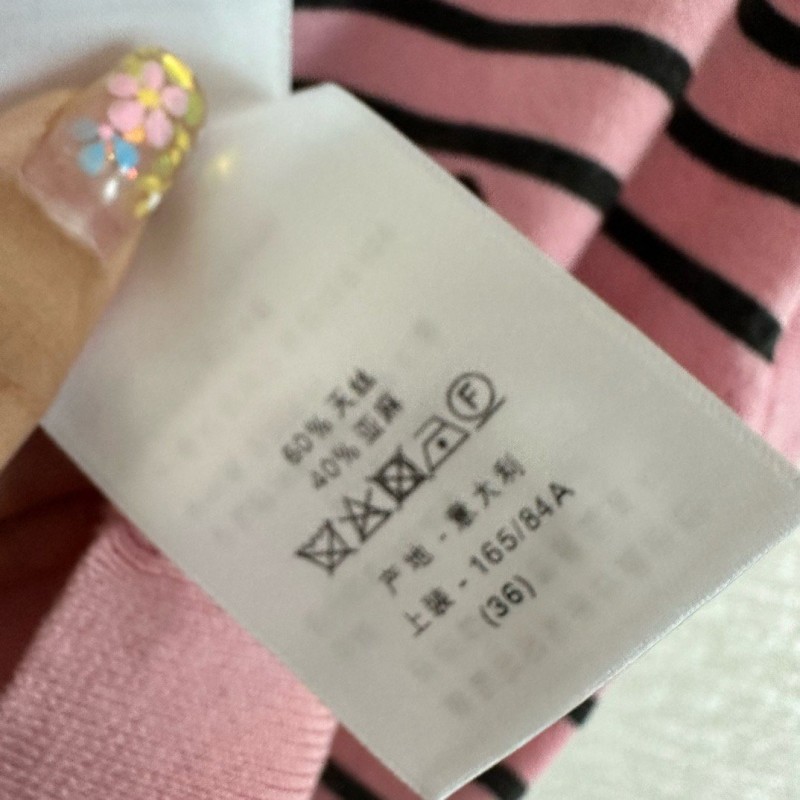 60% 天丝
40% 亚麻
F
产地 - 意大利
上装 - 165/84A
(36)